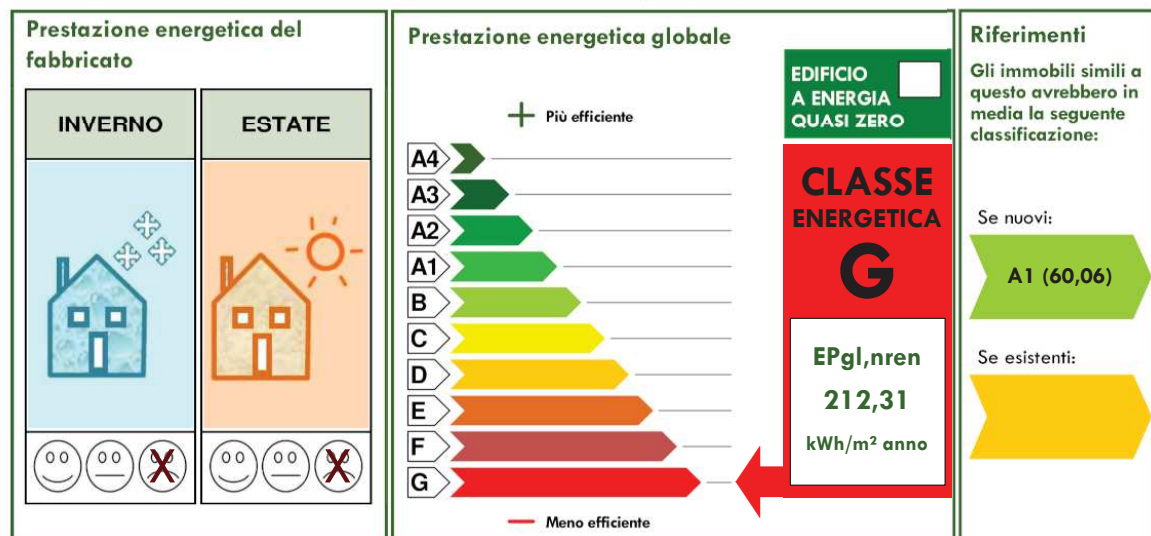 Prestazione energetica del
fabbricato
INVERNO
ESTATE
Prestazione energetica globale
Più efficiente
A4
A3
A2
A1
B
C
D
E
F
G
Meno efficiente
EDIFICIO
A ENERGIA
QUASI ZERO
CLASSE
ENERGETICA
G
EPgl,nren
212,31
kWh/m² anno
Riferimenti
Gli immobili simili a
questo avrebbero in
media la seguente
classificazione:
Se nuovi:
A1 (60,06)
Se esistenti: